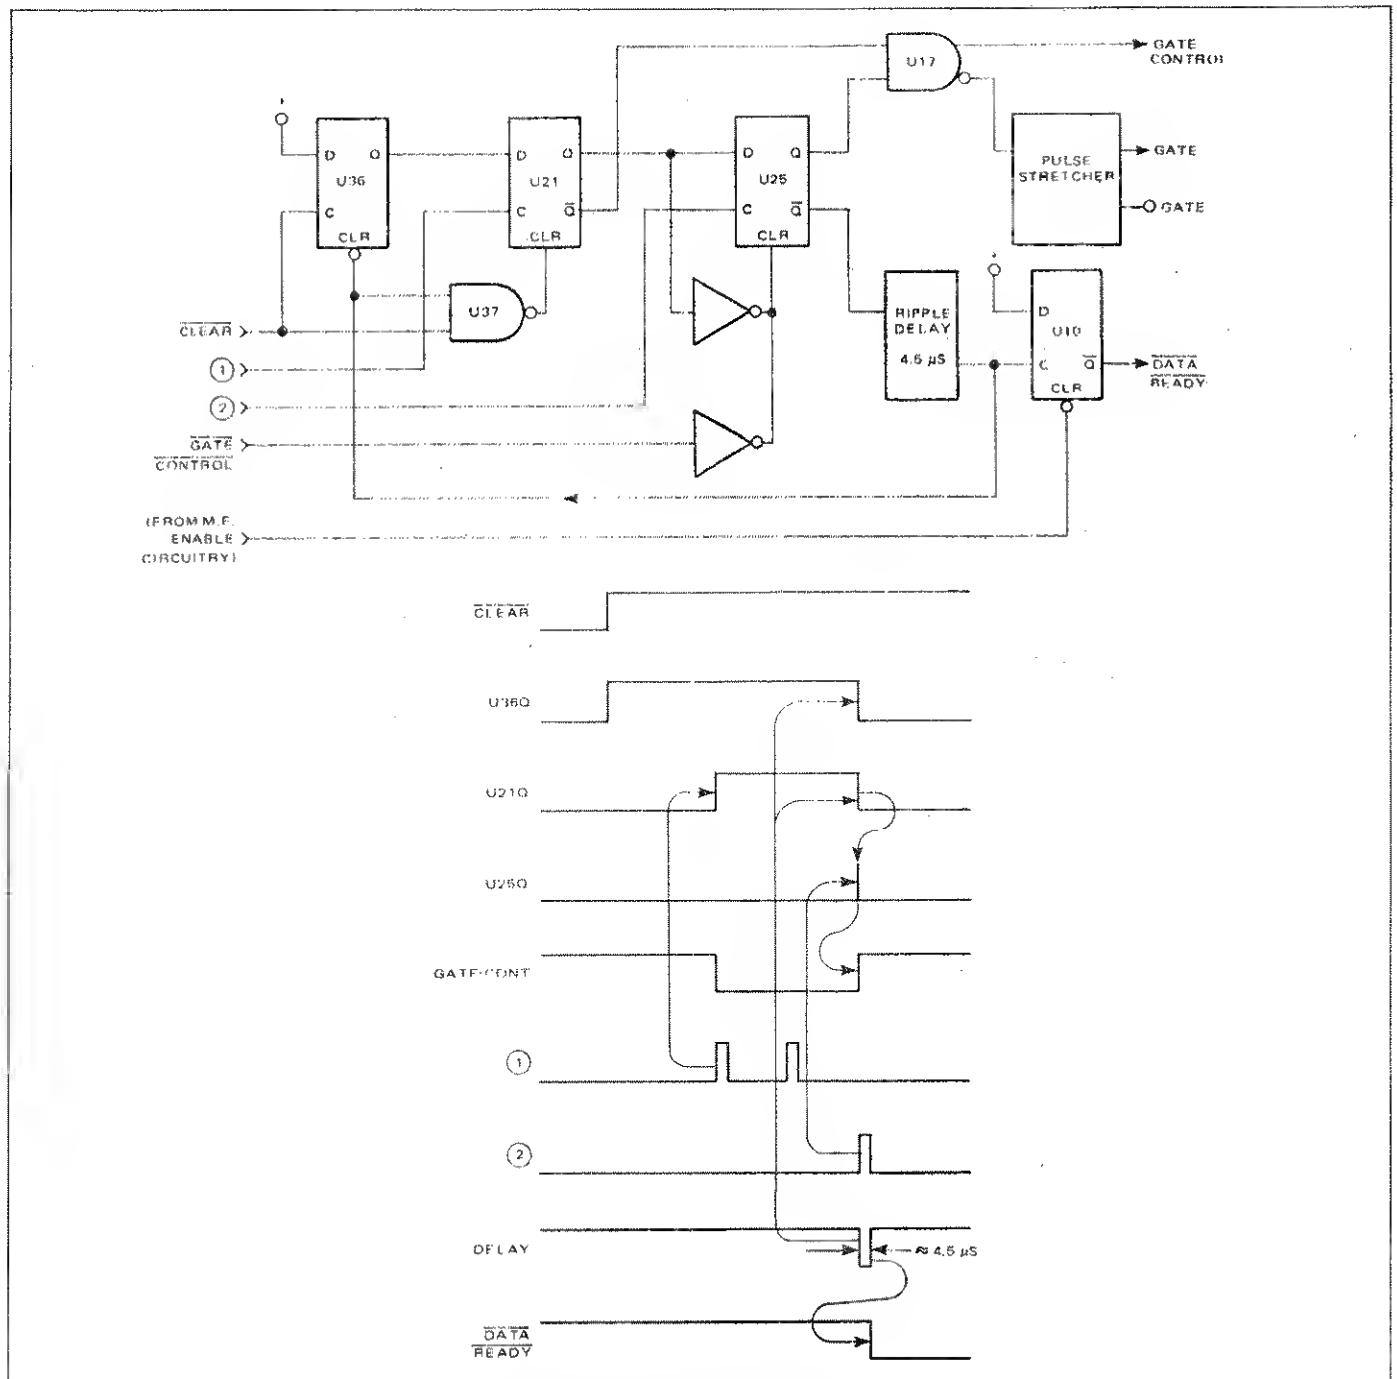 U17
GATE
CONTROL
D Q
U36
C
CLR
D Q
U21
C Q
CLR
D Q
U25
C Q
CLR
PULSE
STRETCHER
GATE
GATE
U37
CLEAR
1
2
GATE
CONTROL
(FROM M.F.
ENABLE
CIRCUITRY)
RIPPLE
DELAY
4.5 µS
D
U10
C Q
CLR
DATA
READY
CLEAR
U36Q
U21Q
U25Q
GATE-CONT
1
2
DELAY
≈ 4.5 µS
DATA
READY